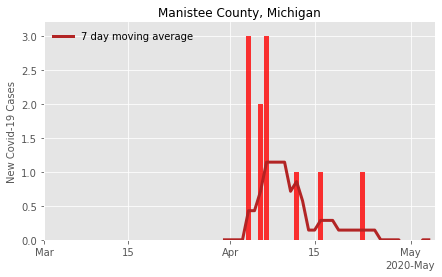 Manistee County, Michigan
7 day moving average
New Covid-19 Cases
3.0
2.5
2.0
1.5
1.0
0.5
0.0
Mar 15 Apr 15 May
2020-May